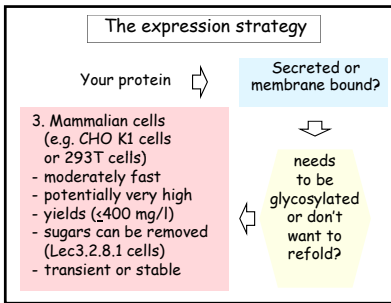 The expression strategy
Your protein
Secreted or
membrane bound?
3. Mammalian cells
(e.g. CHO K1 cells
or 293T cells)
- moderately fast
- potentially very high
- yields (≤400 mg/l)
- sugars can be removed
(Lec3.2.8.1 cells)
- transient or stable
needs
to be
glycosylated
or don't
want to
refold?